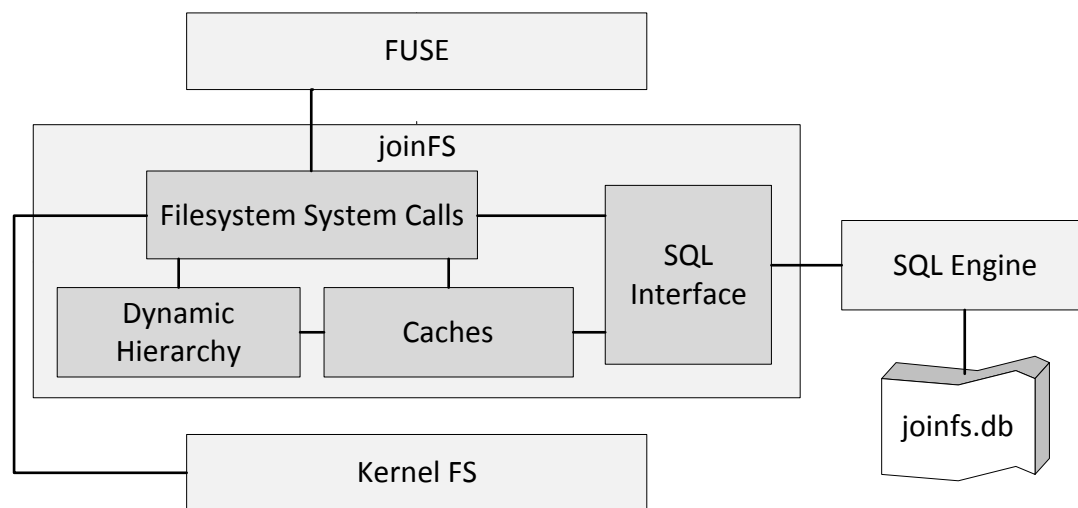 FUSE
joinFS
Filesystem System Calls
SQL
Interface
SQL Engine
Dynamic
Hierarchy
Caches
joinfs.db
Kernel FS